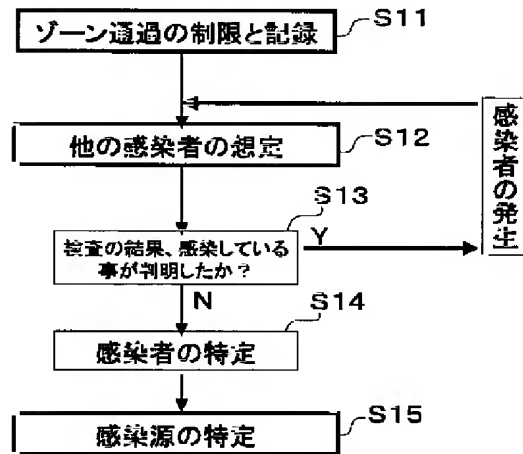 ゾーン通過の制限と記録
S11
感染者の発生
他の感染者の想定
S12
S13
検査の結果、感染している
事が判明したか？
Y
N
S14
感染者の特定
S15
感染源の特定